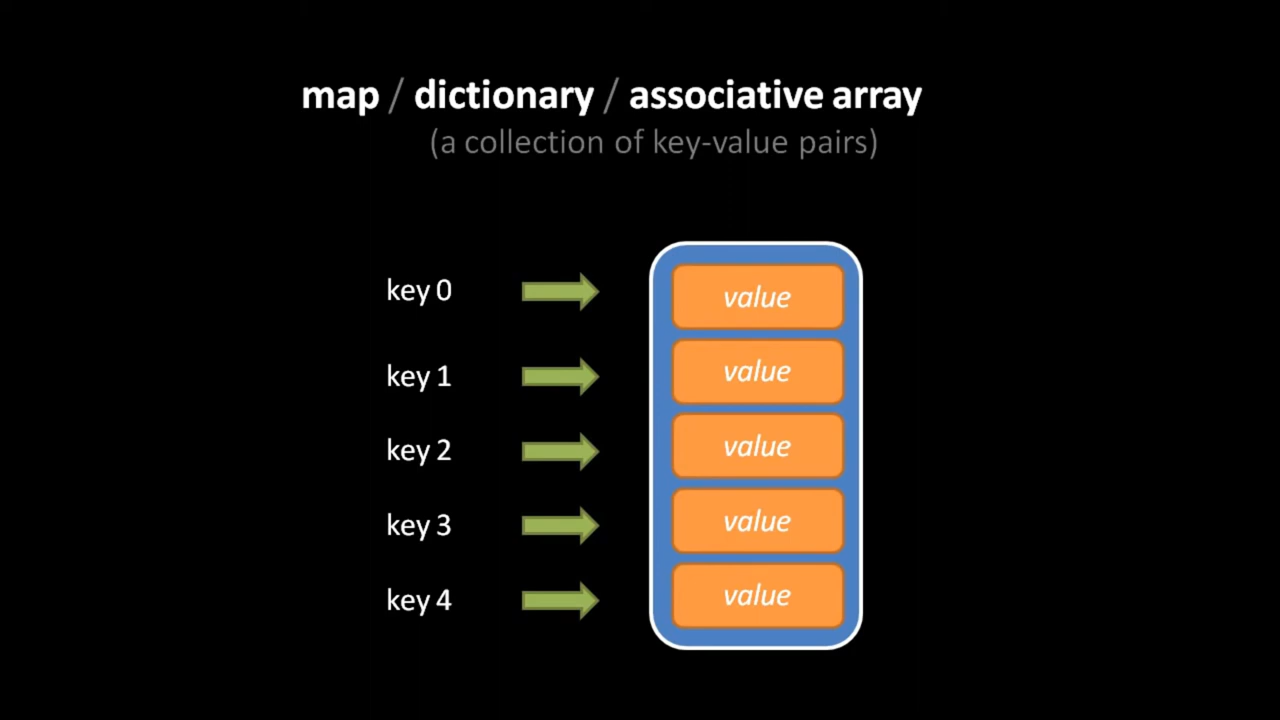 map / dictionary / associative array
(a collection of key-value pairs)
key 0 value
key 1 value
key 2 value
key 3 value
key 4 value